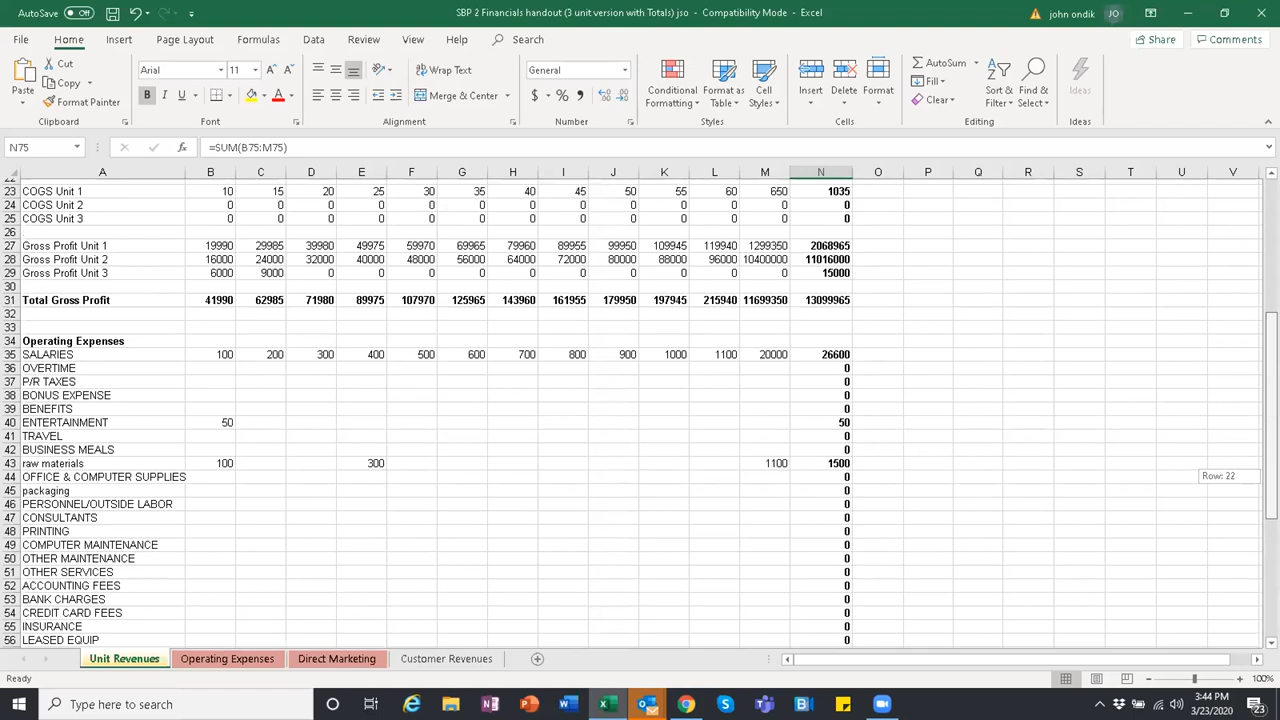 AutoSave Off SBP 2 Financials handout (3 unit version with Totals) jso - Compatibility Mode - Excel john ondik JO
File Home Insert Page Layout Formulas Data Review View Help Search Share Comments
Paste Cut Copy Format Painter Arial 11 A A Wrap Text General Conditional Formatting Format as Table Cell Styles Insert Delete Format AutoSum Fill Clear Sort & Filter Find & Select Ideas
B I U A Merge & Center $ % ,
Clipboard Font Alignment Number Styles Cells Editing Ideas
N75 fx =SUM(B75:M75)
A B C D E F G H I J K L M N O P Q R S T U V
23 COGS Unit 1 10 15 20 25 30 35 40 45 50 55 60 650 1035
24 COGS Unit 2 0 0 0 0 0 0 0 0 0 0 0 0 0
25 COGS Unit 3 0 0 0 0 0 0 0 0 0 0 0 0 0
26
27 Gross Profit Unit 1 19990 29985 39980 49975 59970 69965 79960 89955 99950 109945 119940 1299350 2068965
28 Gross Profit Unit 2 16000 24000 32000 40000 48000 56000 64000 72000 80000 88000 96000 10400000 11016000
29 Gross Profit Unit 3 6000 9000 0 0 0 0 0 0 0 0 0 0 15000
30
31 Total Gross Profit 41990 62985 71980 89975 107970 125965 143960 161955 179950 197945 215940 11699350 13099965
32
33
34 Operating Expenses
35 SALARIES 100 200 300 400 500 600 700 800 900 1000 1100 20000 26600
36 OVERTIME 0
37 P/R TAXES 0
38 BONUS EXPENSE 0
39 BENEFITS 0
40 ENTERTAINMENT 50 50
41 TRAVEL 0
42 BUSINESS MEALS 0
43 raw materials 100 300 1100 1500
44 OFFICE & COMPUTER SUPPLIES 0 Row: 22
45 packaging 0
46 PERSONNEL/OUTSIDE LABOR 0
47 CONSULTANTS 0
48 PRINTING 0
49 COMPUTER MAINTENANCE 0
50 OTHER MAINTENANCE 0
51 OTHER SERVICES 0
52 ACCOUNTING FEES 0
53 BANK CHARGES 0
54 CREDIT CARD FEES 0
55 INSURANCE 0
56 LEASED EQUIP 0
Unit Revenues Operating Expenses Direct Marketing Customer Revenues
Ready 100%
Type here to search 3:44 PM
3/23/2020 23